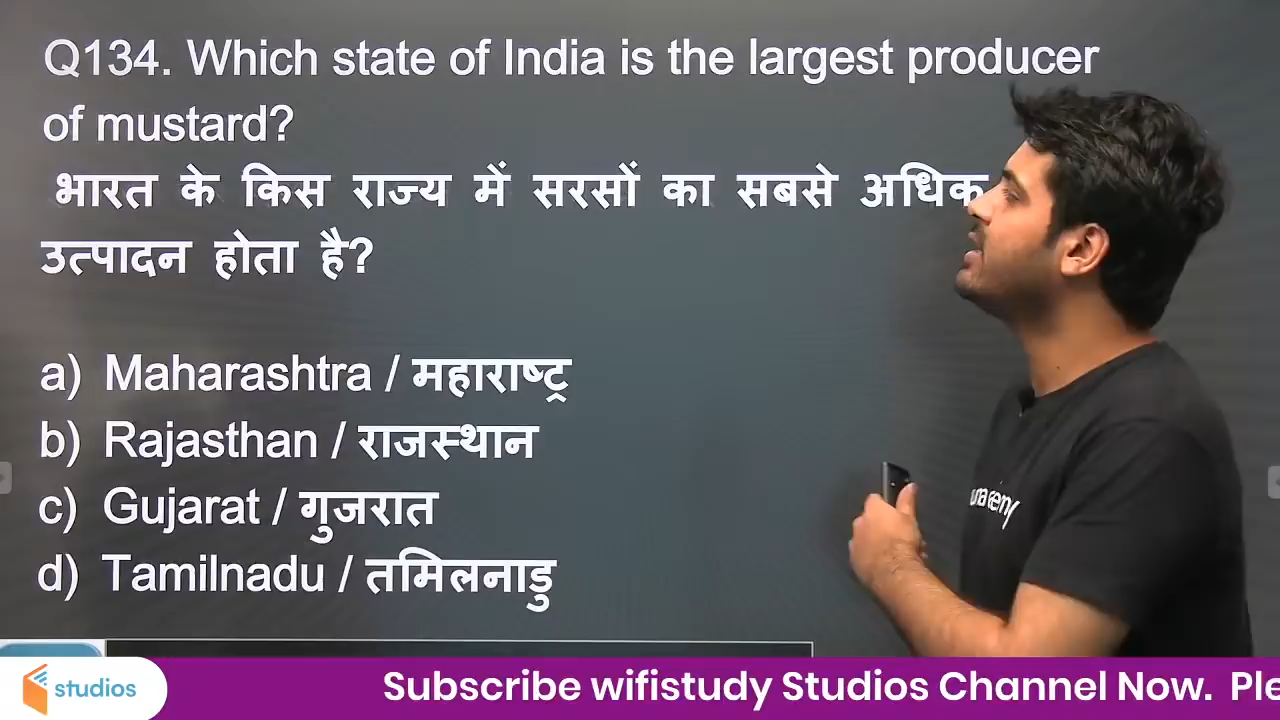 Q134. Which state of India is the largest producer
of mustard?
भारत के किस राज्य में सरसों का सबसे अधिक
उत्पादन होता है?
a) Maharashtra / महाराष्ट्र
b) Rajasthan / राजस्थान
c) Gujarat / गुजरात
d) Tamilnadu / तमिलनाडु
studios
Subscribe wifistudy Studios Channel Now. Ple